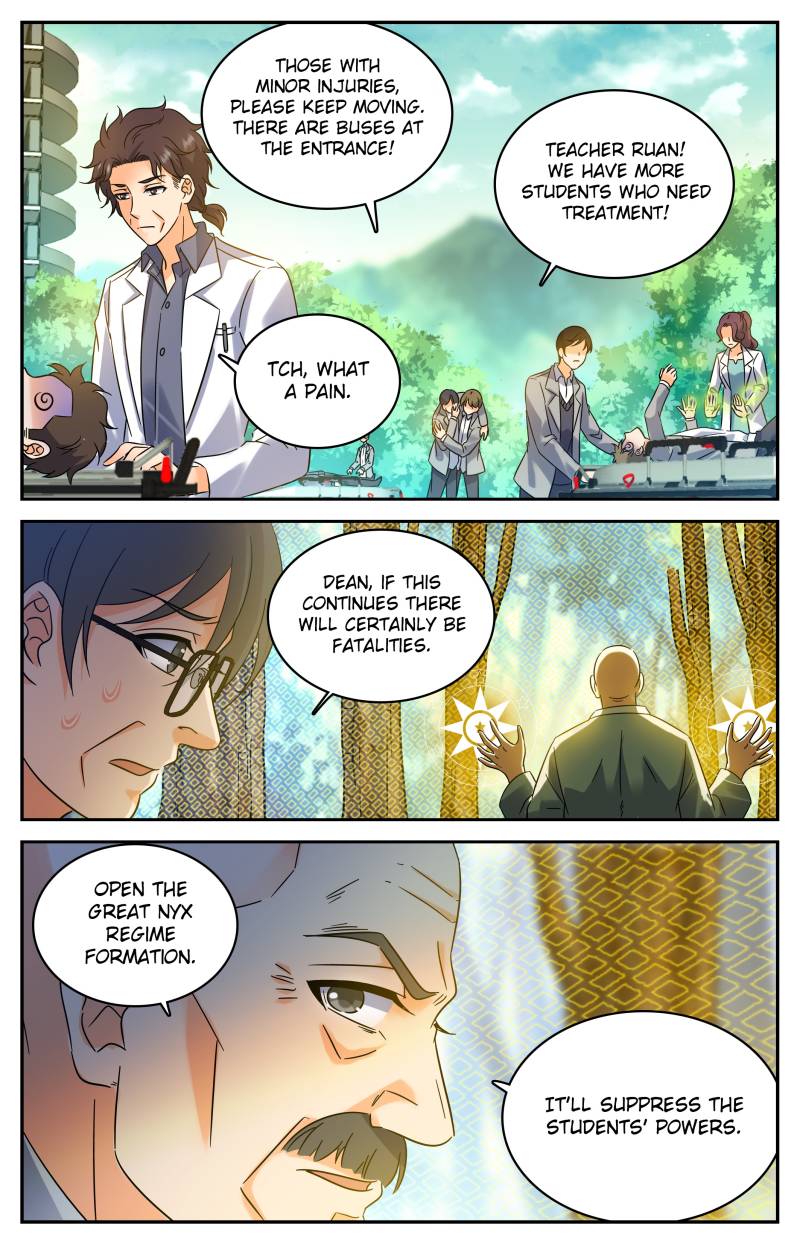 THOSE WITH
MINOR INJURIES,
PLEASE KEEP MOVING.
THERE ARE BUSES AT
THE ENTRANCE!
TEACHER RUAN!
WE HAVE MORE
STUDENTS WHO NEED
TREATMENT!
TCH, WHAT
A PAIN.
DEAN, IF THIS
CONTINUES THERE
WILL CERTAINLY BE
FATALITIES.
OPEN THE
GREAT NYX
REGIME
FORMATION.
IT'LL SUPPRESS THE
STUDENTS' POWERS.